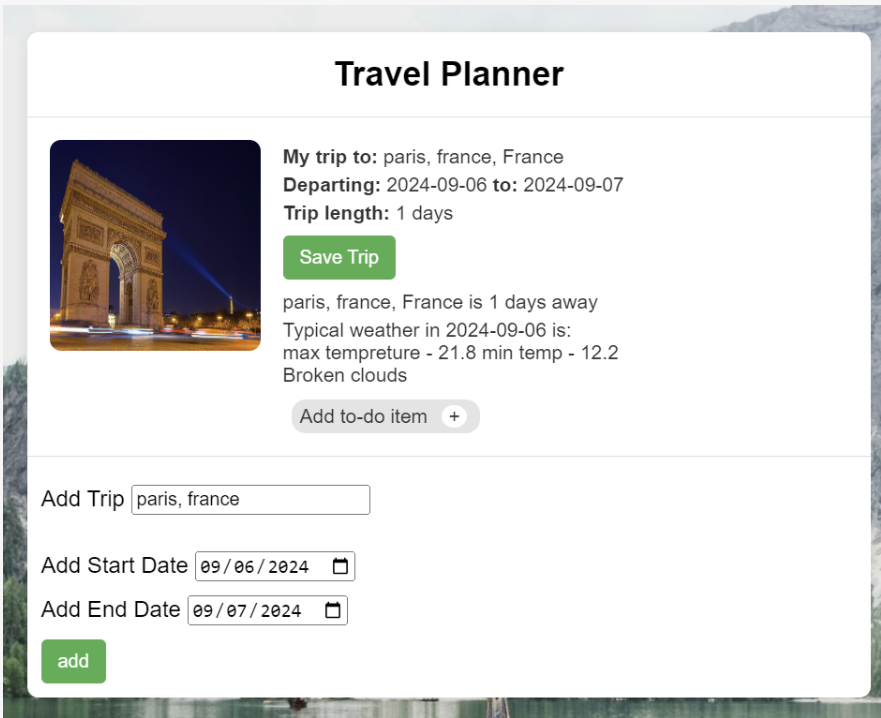 Travel Planner
My trip to: paris, france, France
Departing: 2024-09-06 to: 2024-09-07
Trip length: 1 days
Save Trip
paris, france, France is 1 days away
Typical weather in 2024-09-06 is:
max tempreture - 21.8 min temp - 12.2
Broken clouds
Add to-do item +
Add Trip paris, france
Add Start Date 09/06/2024
Add End Date 09/07/2024
add